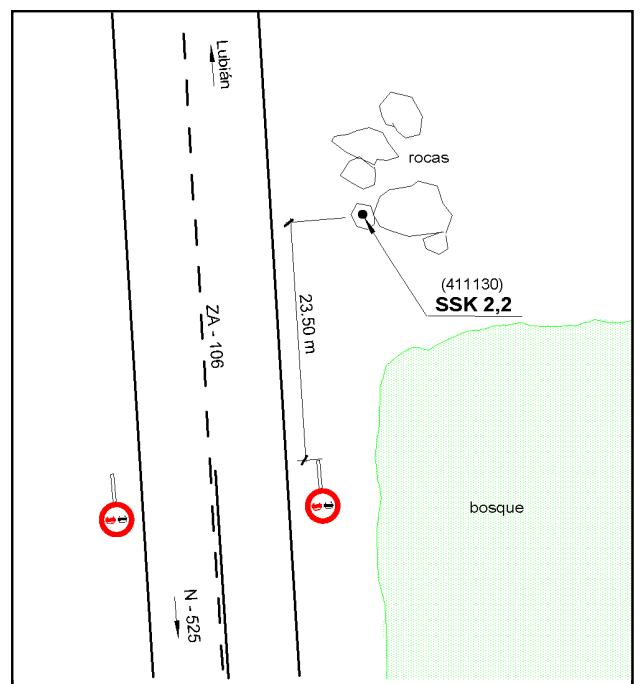 Lubián
rocas
(411130)
SSK 2,2
23.50 m
ZA - 106
bosque
N - 525